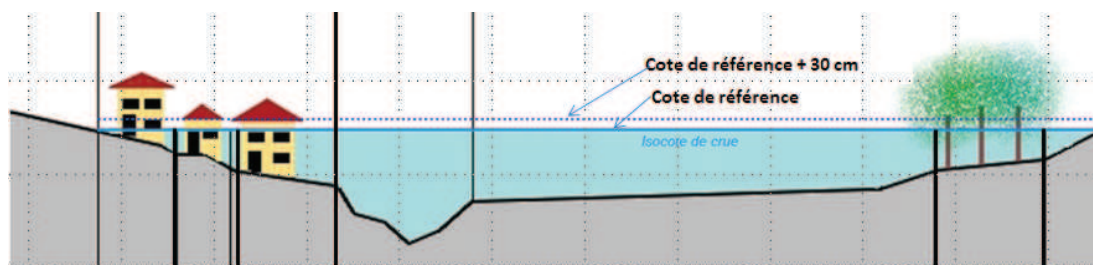 Cote de référence + 30 cm
Cote de référence
Isocote de crue